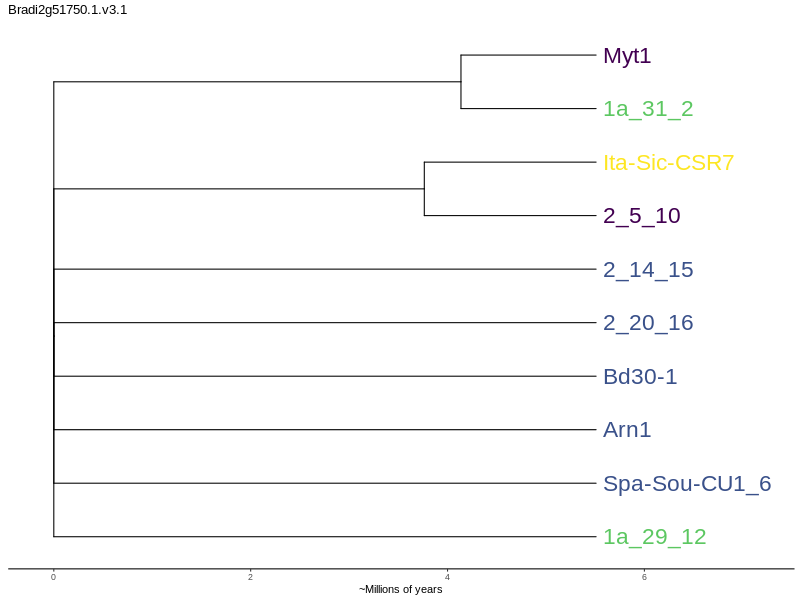 Bradi2g51750.1.v3.1
Myt1
1a_31_2
Ita-Sic-CSR7
2_5_10
2_14_15
2_20_16
Bd30-1
Arn1
Spa-Sou-CU1_6
1a_29_12
0 2 4 6
~Millions of years